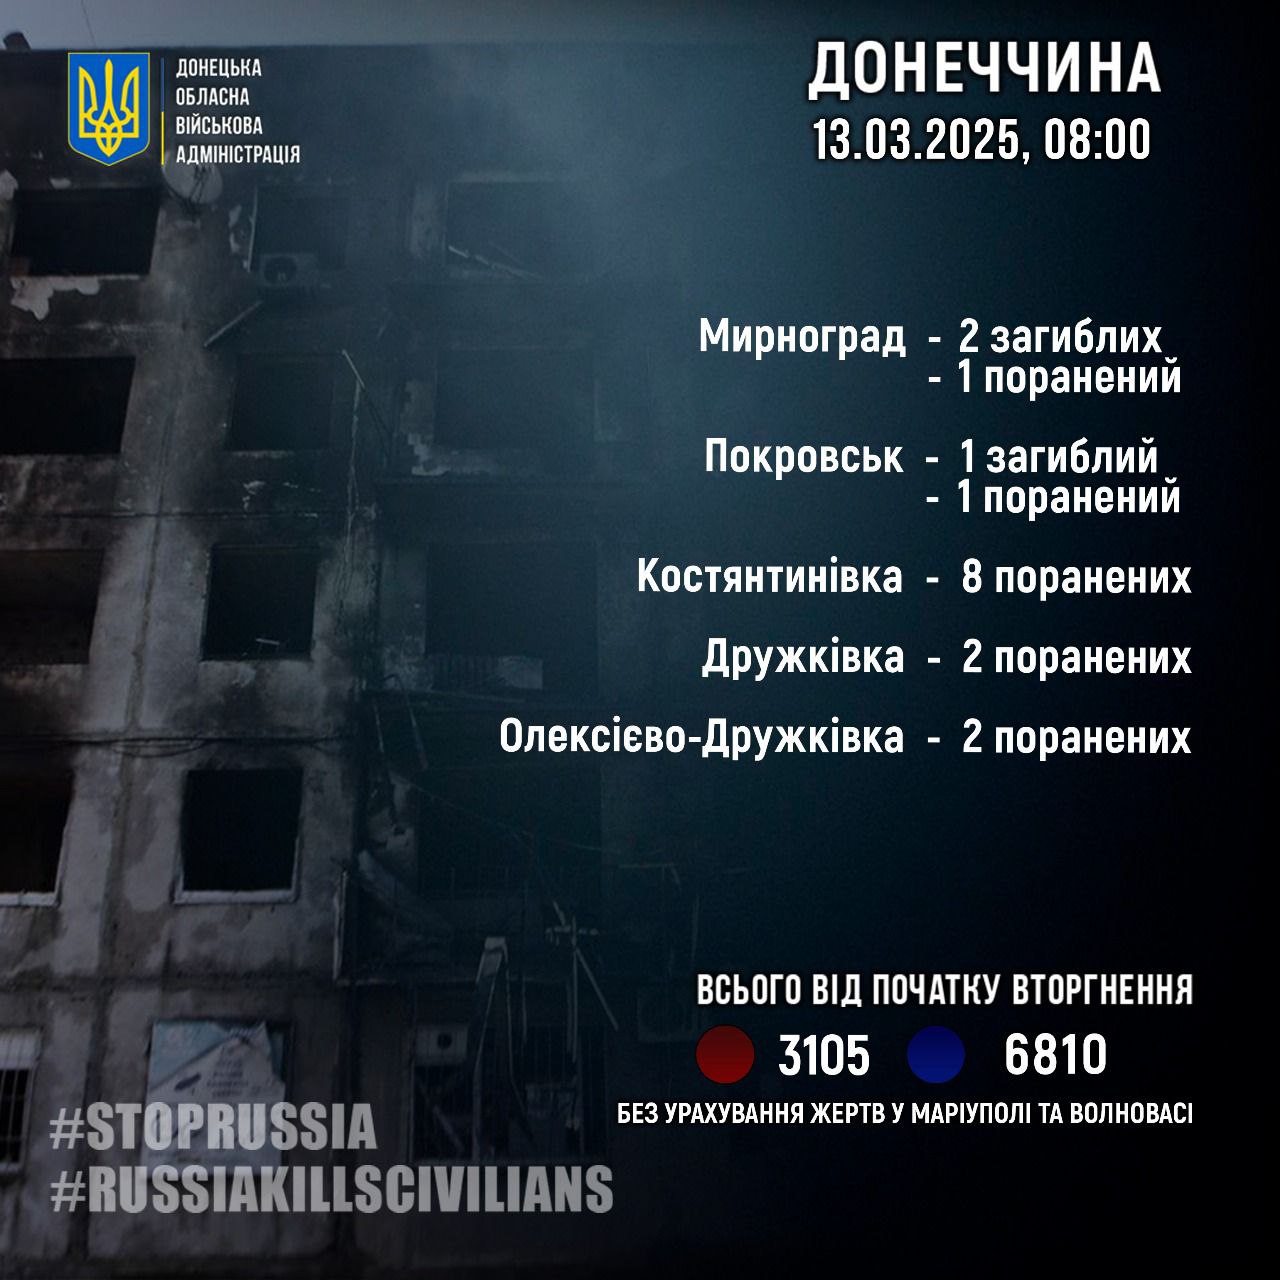 ДОНЕЦЬКА
ОБЛАСНА
ВІЙСЬКОВА
АДМІНІСТРАЦІЯ
ДОНЕЧЧИНА
13.03.2025, 08:00
Мирноград - 2 загиблих
- 1 поранений
Покровськ - 1 загиблий
- 1 поранений
Костянтинівка - 8 поранених
Дружківка - 2 поранених
Олексієво-Дружківка - 2 поранених
ВСЬОГО ВІД ПОЧАТКУ ВТОРГНЕННЯ
3105 6810
БЕЗ УРАХУВАННЯ ЖЕРТВ У МАРІУПОЛІ ТА ВОЛНОВАСІ
#STOPRUSSIA
#RUSSIAKILLSCIVILIANS